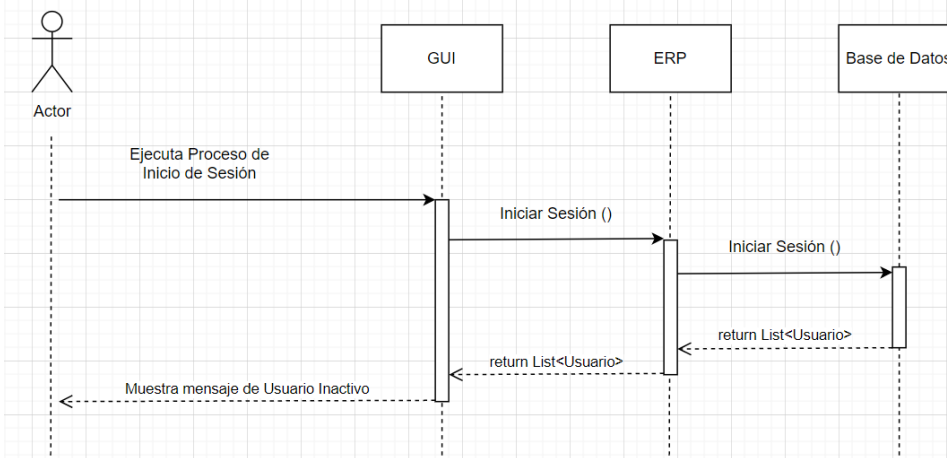 GUI
ERP
Base de Datos
Actor
Ejecuta Proceso de
Inicio de Sesión
Iniciar Sesión ()
Iniciar Sesión ()
return List<Usuario>
return List<Usuario>
Muestra mensaje de Usuario Inactivo